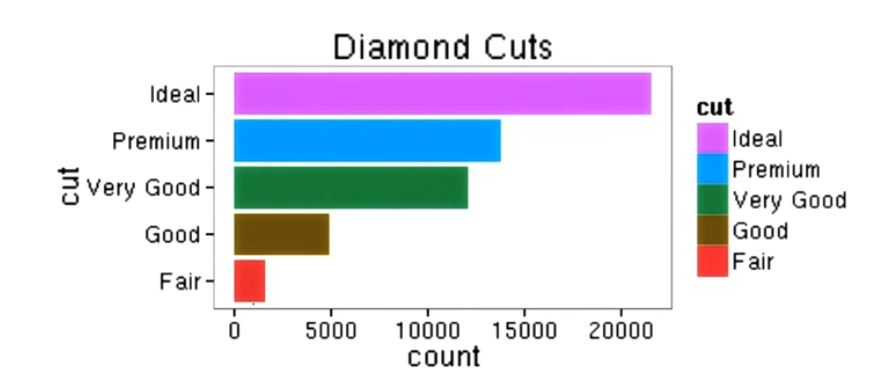 Diamond Cuts
cut
Ideal
Premium
Very Good
Good
Fair
0 5000 10000 15000 20000
count
cut
Ideal
Premium
Very Good
Good
Fair